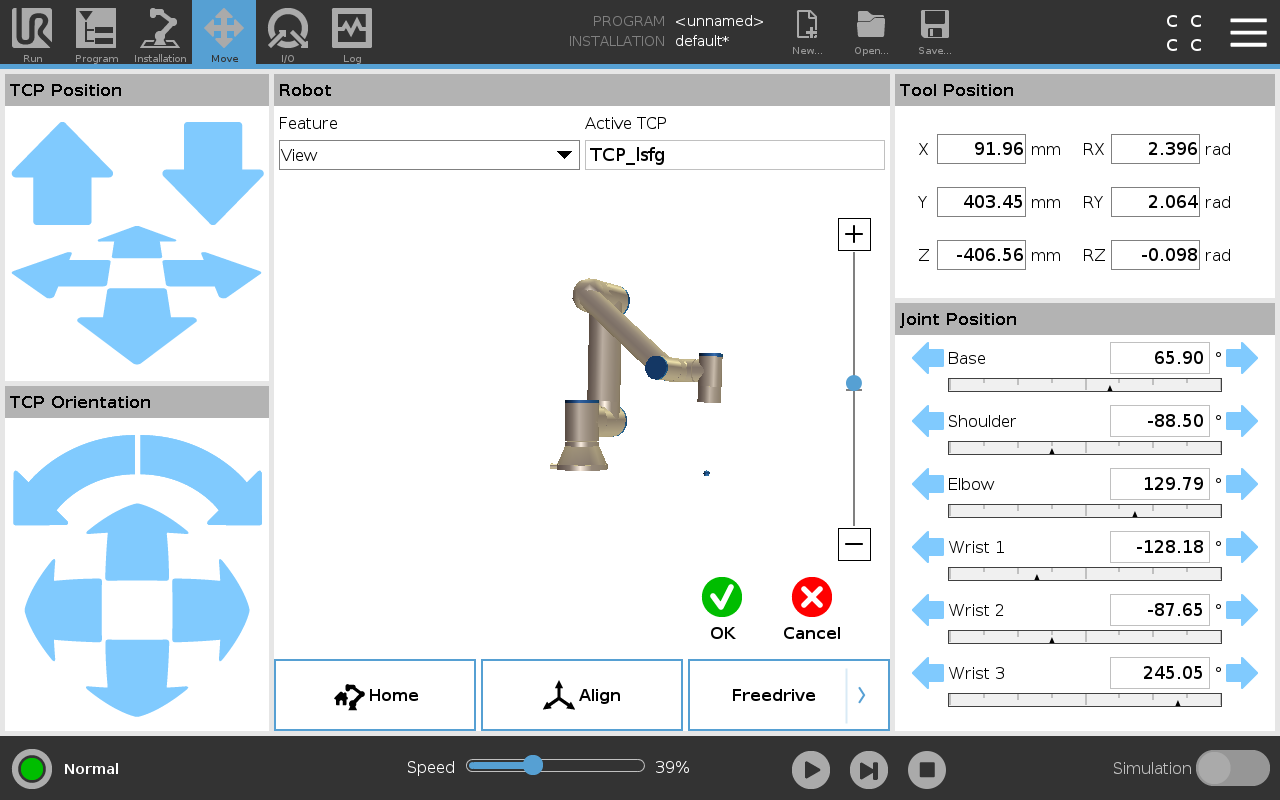 PROGRAM <unnamed>
INSTALLATION default*
UR
Run
Program
Installation
Move
I/O
Log
New...
Open...
Save...
C C
C C
TCP Position
TCP Orientation
Robot
Feature
Active TCP
View
TCP_lsfg
+
−
OK
Cancel
Home
Align
Freedrive
Tool Position
X 91.96 mm RX 2.396 rad
Y 403.45 mm RY 2.064 rad
Z -406.56 mm RZ -0.098 rad
Joint Position
Base 65.90 °
Shoulder -88.50 °
Elbow 129.79 °
Wrist 1 -128.18 °
Wrist 2 -87.65 °
Wrist 3 245.05 °
Normal
Speed 39%
Simulation